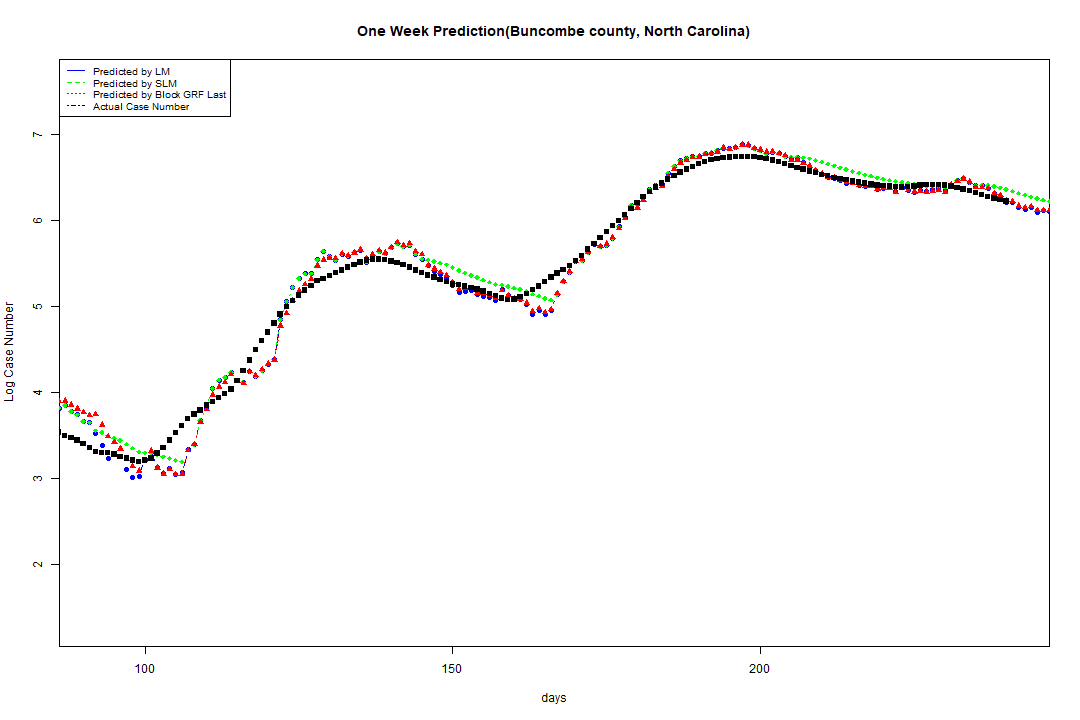 One Week Prediction(Buncombe county, North Carolina)
Predicted by LM
Predicted by SLM
Predicted by Block GRF Last
Actual Case Number
7
6
5
4
3
2
Log Case Number
100 150 200
days